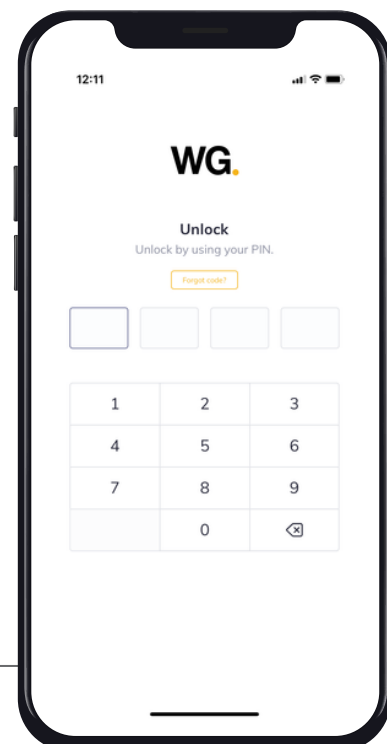 12:11
WG.
Unlock
Unlock by using your PIN.
Forgot code?
1 2 3
4 5 6
7 8 9
0